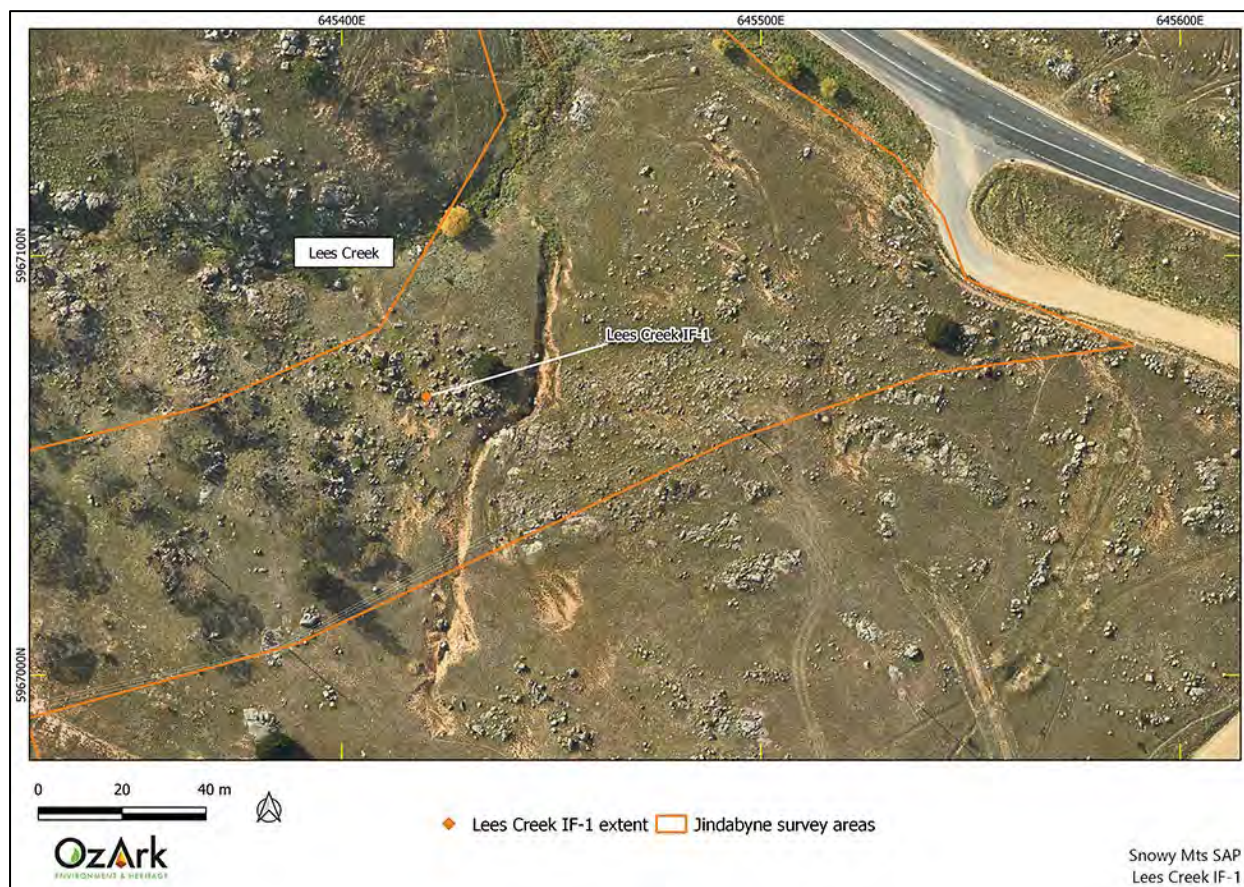 645400E
645500E
645600E
5967100N
Lees Creek
Lees Creek IF-1
5967000N
0 20 40 m
Lees Creek IF-1 extent Jindabyne survey areas
OzArk
ENVIRONMENT & HERITAGE
Snowy Mts SAP
Lees Creek IF-1